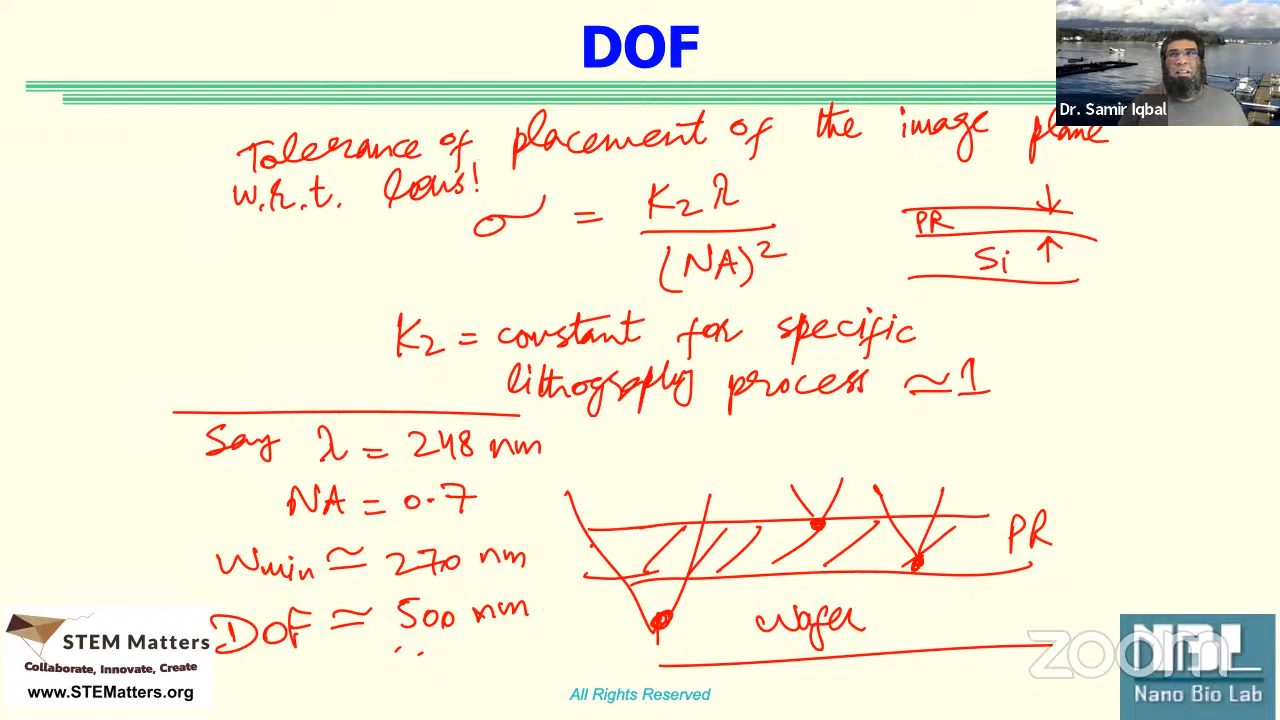 DOF
Dr. Samir Iqbal
Tolerance of placement of the image plane
w.r.t. lens!
σ = K2 λ / (NA)2
PR
Si
K2 = constant for specific
lithography process ≃ 1
Say λ = 248 nm
NA = 0.7
Wmin ≃ 270 nm
DOF ≃ 500 nm
PR
wafer
STEM Matters
Collaborate, Innovate, Create
www.STEMatters.org
All Rights Reserved
zoom
NBL
Nano Bio Lab